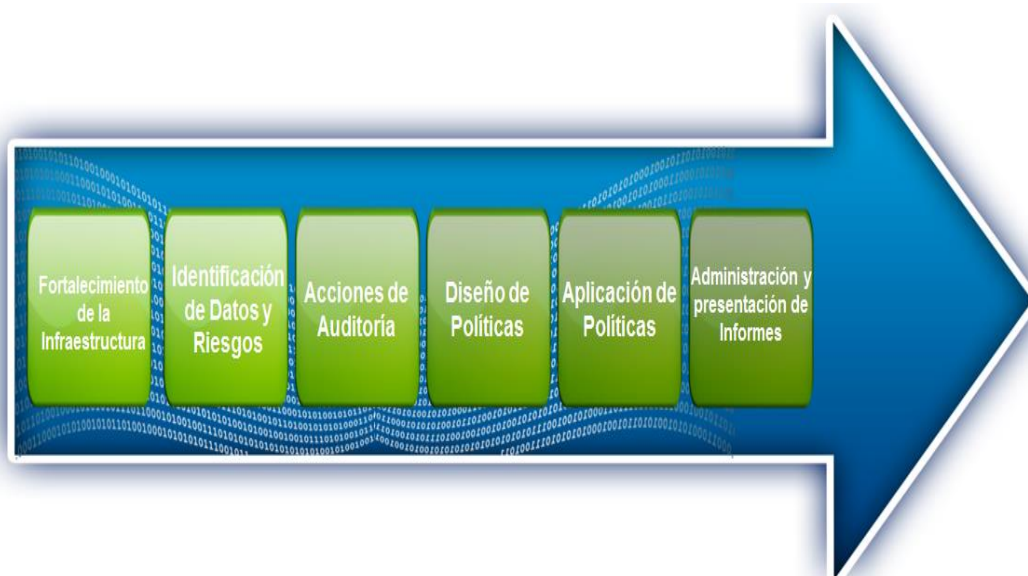 Fortalecimiento
de la
Infraestructura
Identificación
de Datos y
Riesgos
Acciones de
Auditoría
Diseño de
Políticas
Aplicación de
Políticas
Administración y
presentación de
Informes